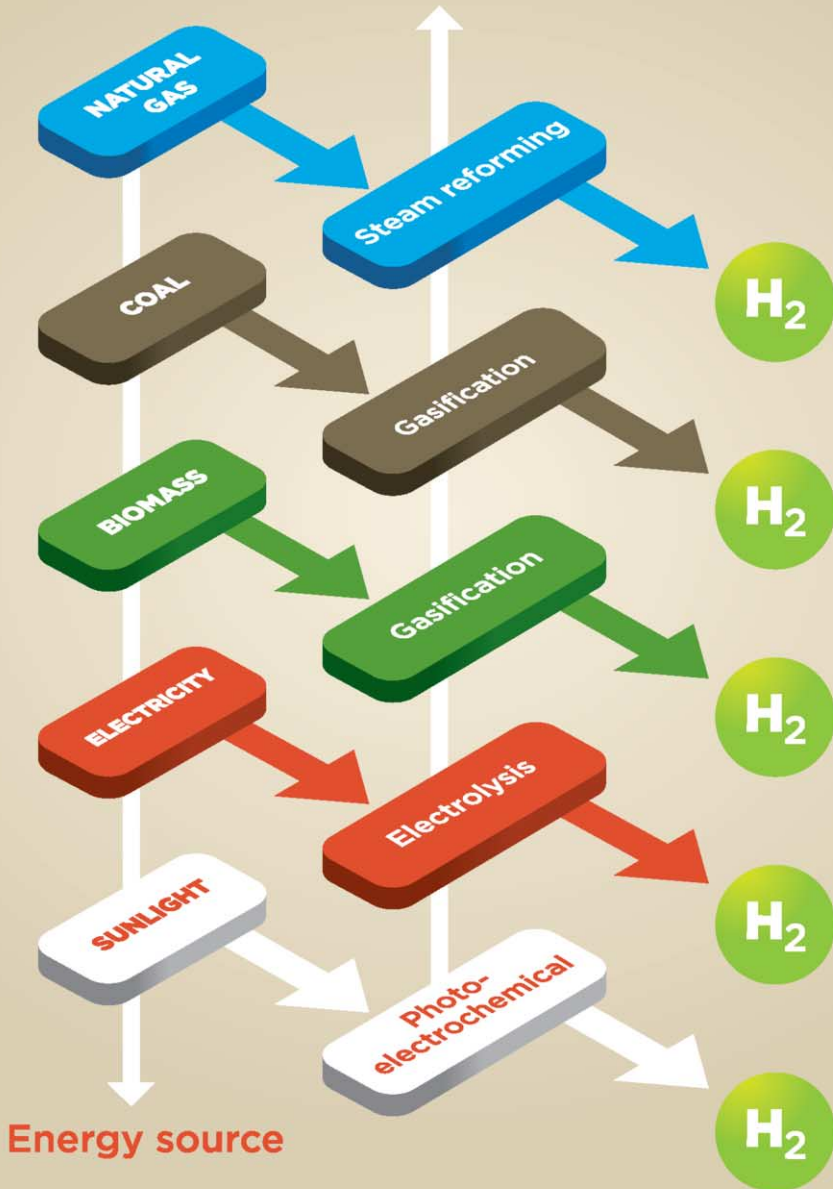 NATURAL
GAS
Steam reforming
H2
COAL
Gasification
H2
BIOMASS
Gasification
H2
ELECTRICITY
Electrolysis
H2
SUNLIGHT
Photo-
electrochemical
H2
Energy source